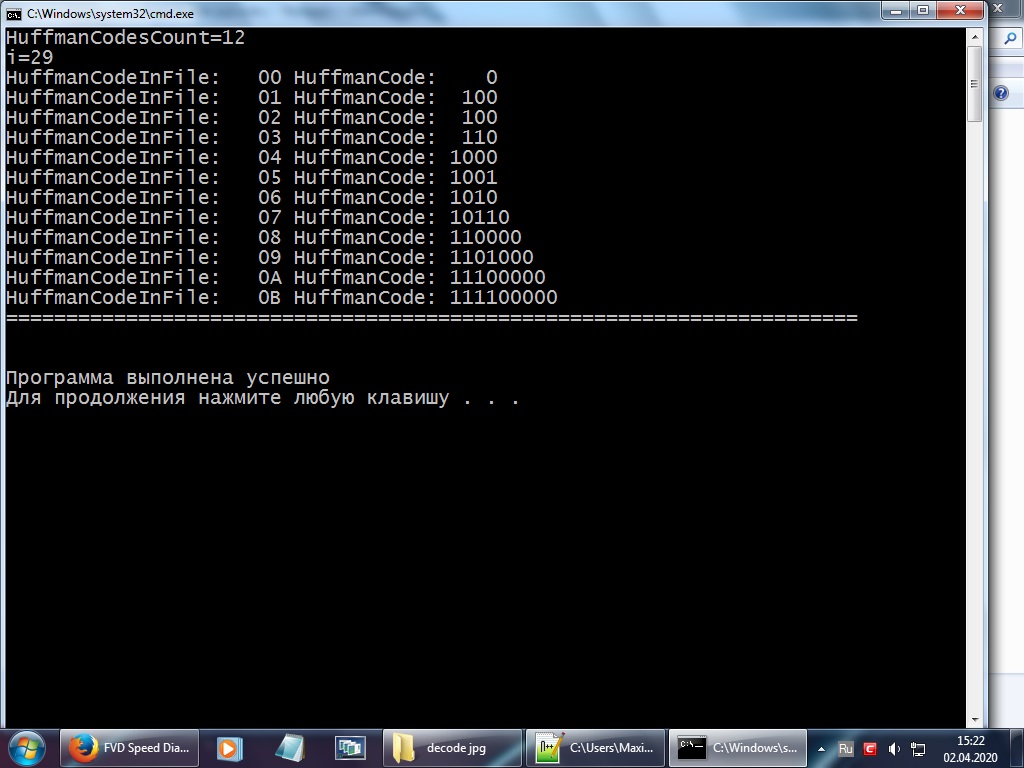 C:\Windows\system32\cmd.exe
HuffmanCodesCount=12
i=29
HuffmanCodeInFile:   00 HuffmanCode:    0
HuffmanCodeInFile:   01 HuffmanCode:  100
HuffmanCodeInFile:   02 HuffmanCode:  100
HuffmanCodeInFile:   03 HuffmanCode:  110
HuffmanCodeInFile:   04 HuffmanCode: 1000
HuffmanCodeInFile:   05 HuffmanCode: 1001
HuffmanCodeInFile:   06 HuffmanCode: 1010
HuffmanCodeInFile:   07 HuffmanCode: 10110
HuffmanCodeInFile:   08 HuffmanCode: 110000
HuffmanCodeInFile:   09 HuffmanCode: 1101000
HuffmanCodeInFile:   0A HuffmanCode: 11100000
HuffmanCodeInFile:   0B HuffmanCode: 111100000
=======================================================================
Программа выполнена успешно
Для продолжения нажмите любую клавишу . . .
FVD Speed Dia... decode.jpg C:\Users\Maxi... C:\Windows\s... Ru 15:22
02.04.2020